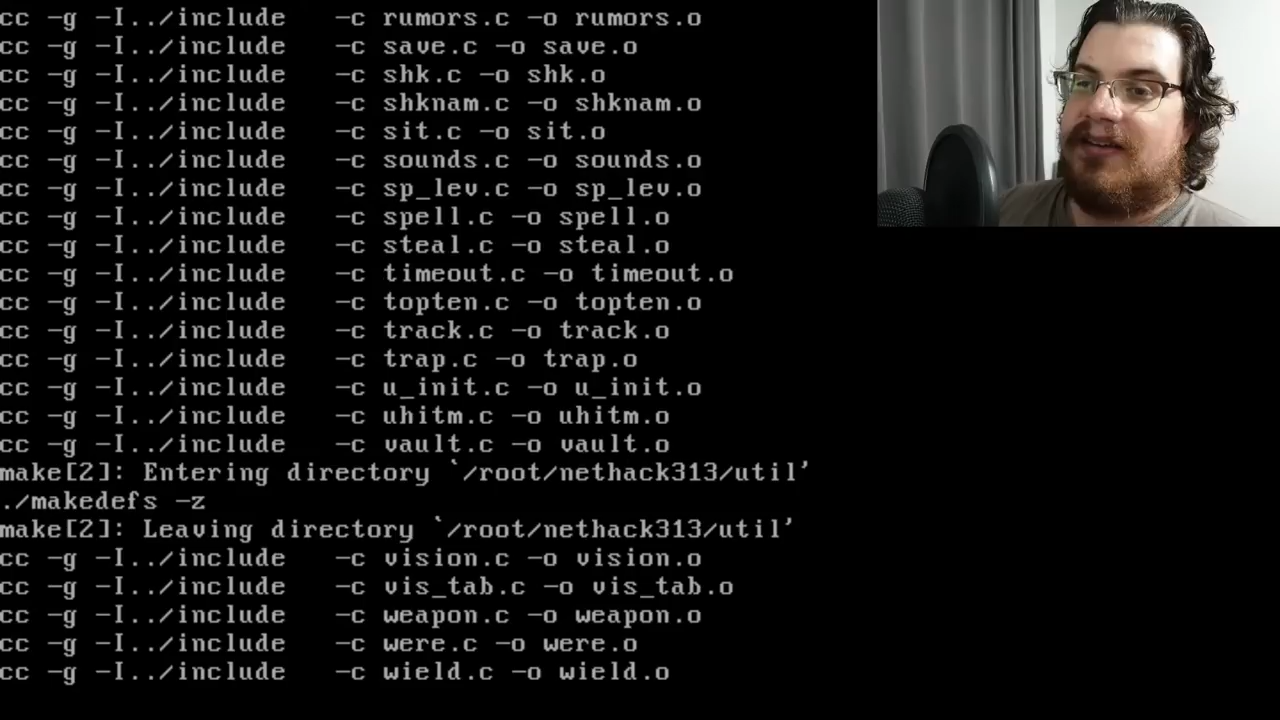 cc -g -I../include   -c rumors.c -o rumors.o
cc -g -I../include   -c save.c -o save.o
cc -g -I../include   -c shk.c -o shk.o
cc -g -I../include   -c shknam.c -o shknam.o
cc -g -I../include   -c sit.c -o sit.o
cc -g -I../include   -c sounds.c -o sounds.o
cc -g -I../include   -c sp_lev.c -o sp_lev.o
cc -g -I../include   -c spell.c -o spell.o
cc -g -I../include   -c steal.c -o steal.o
cc -g -I../include   -c timeout.c -o timeout.o
cc -g -I../include   -c topten.c -o topten.o
cc -g -I../include   -c track.c -o track.o
cc -g -I../include   -c trap.c -o trap.o
cc -g -I../include   -c u_init.c -o u_init.o
cc -g -I../include   -c uhitm.c -o uhitm.o
cc -g -I../include   -c vault.c -o vault.o
make[2]: Entering directory `/root/nethack313/util'
./makedefs -z
make[2]: Leaving directory `/root/nethack313/util'
cc -g -I../include   -c vision.c -o vision.o
cc -g -I../include   -c vis_tab.c -o vis_tab.o
cc -g -I../include   -c weapon.c -o weapon.o
cc -g -I../include   -c were.c -o were.o
cc -g -I../include   -c wield.c -o wield.o